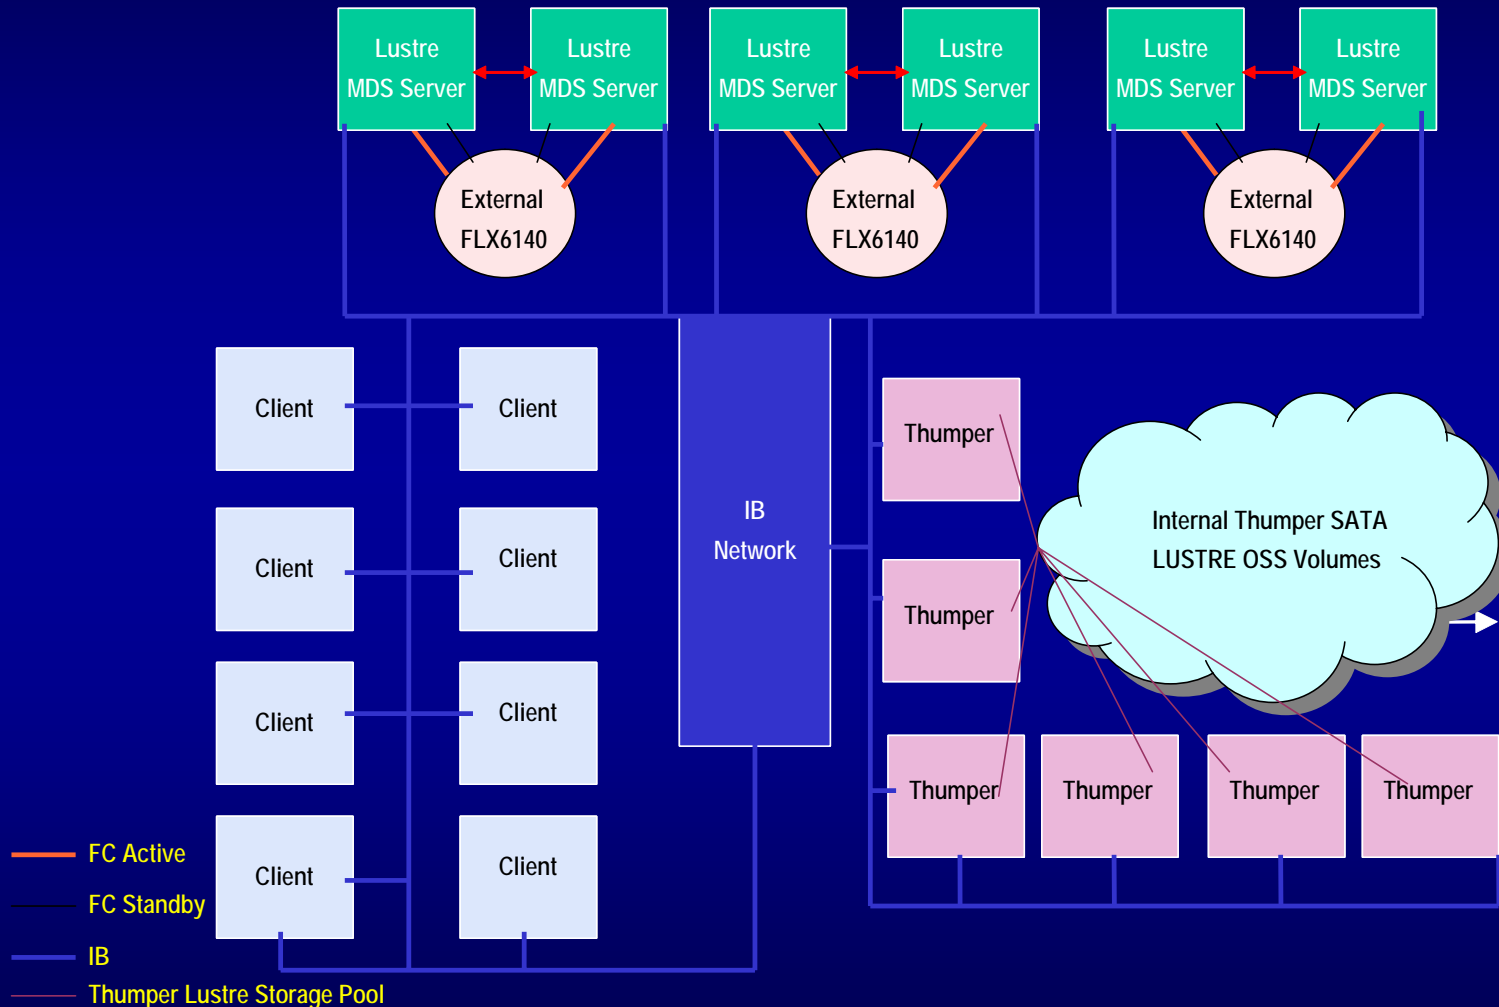 Lustre
MDS Server
Lustre
MDS Server
Lustre
MDS Server
Lustre
MDS Server
Lustre
MDS Server
Lustre
MDS Server
External
FLX6140
External
FLX6140
External
FLX6140
Client
Client
Client
Client
Client
Client
Client
Client
IB
Network
Thumper
Thumper
Internal Thumper SATA
LUSTRE OSS Volumes
Thumper
Thumper
Thumper
Thumper
FC Active
FC Standby
IB
Thumper Lustre Storage Pool